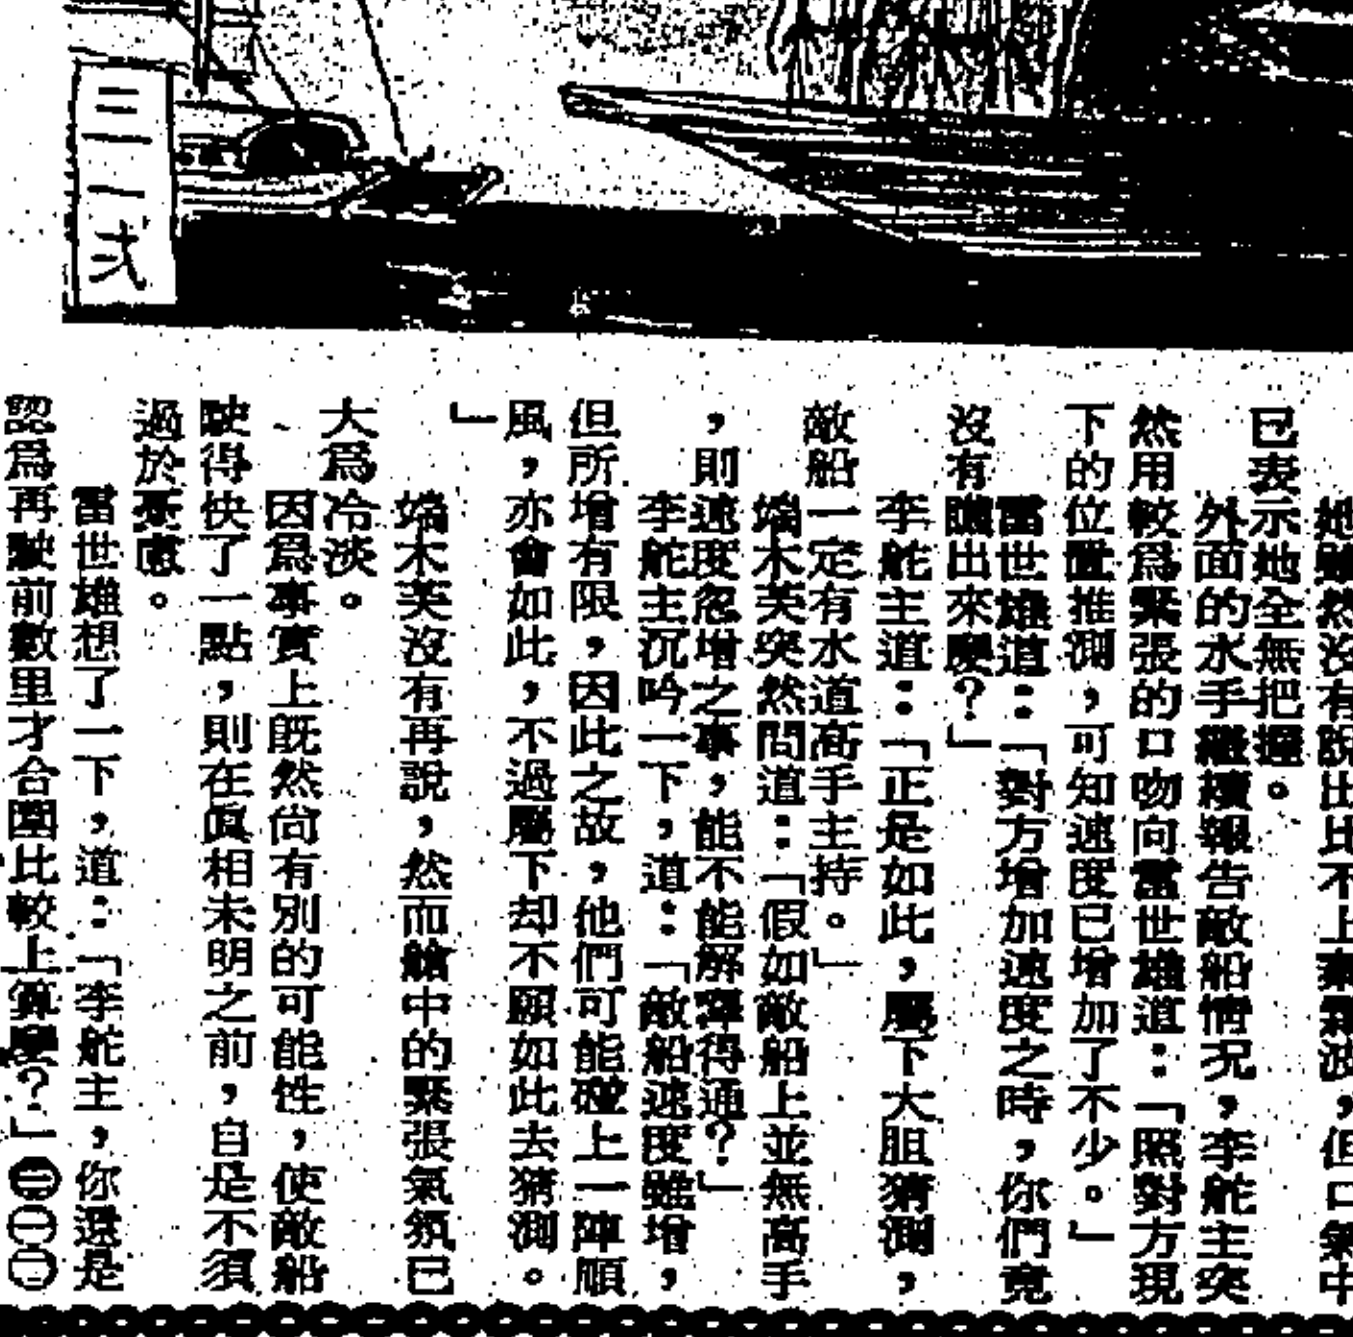 三一弍
她雖然沒有說出比不上秦霜波，但口氣中
已表示她全無把握。
外面的水手繼續報告敵船情況，李舵主突
然用較爲緊張的口吻向雷世雄道：「照對方現
下的位置推測，可知速度已增加了不少。」
雷世雄道：「對方增加速度之時，你們竟
沒有瞧出來麼？」
李舵主道：「正是如此，屬下大胆猜測，
敵船一定有水道高手主持。」
端木芙突然問道：「假如敵船上並無高手
，則速度忽增之事，能不能解釋得通？」
李舵主沉吟一下，道：「敵船速度雖增，
但所增有限，因此之故，他們可能碰上一陣順
風，亦會如此，不過屬下却不願如此去猜測。
」
端木芙沒有再說，然而艙中的緊張氣氛已
大爲冷淡。
因爲事實上旣然尙有別的可能性，使敵船
駛得快了一點，則在眞相未明之前，自是不須
過於憂慮。
雷世雄想了一下，道：「李舵主，你還是
認爲再駛前數里才合圍比較上算麼？」㊂㊀㊁